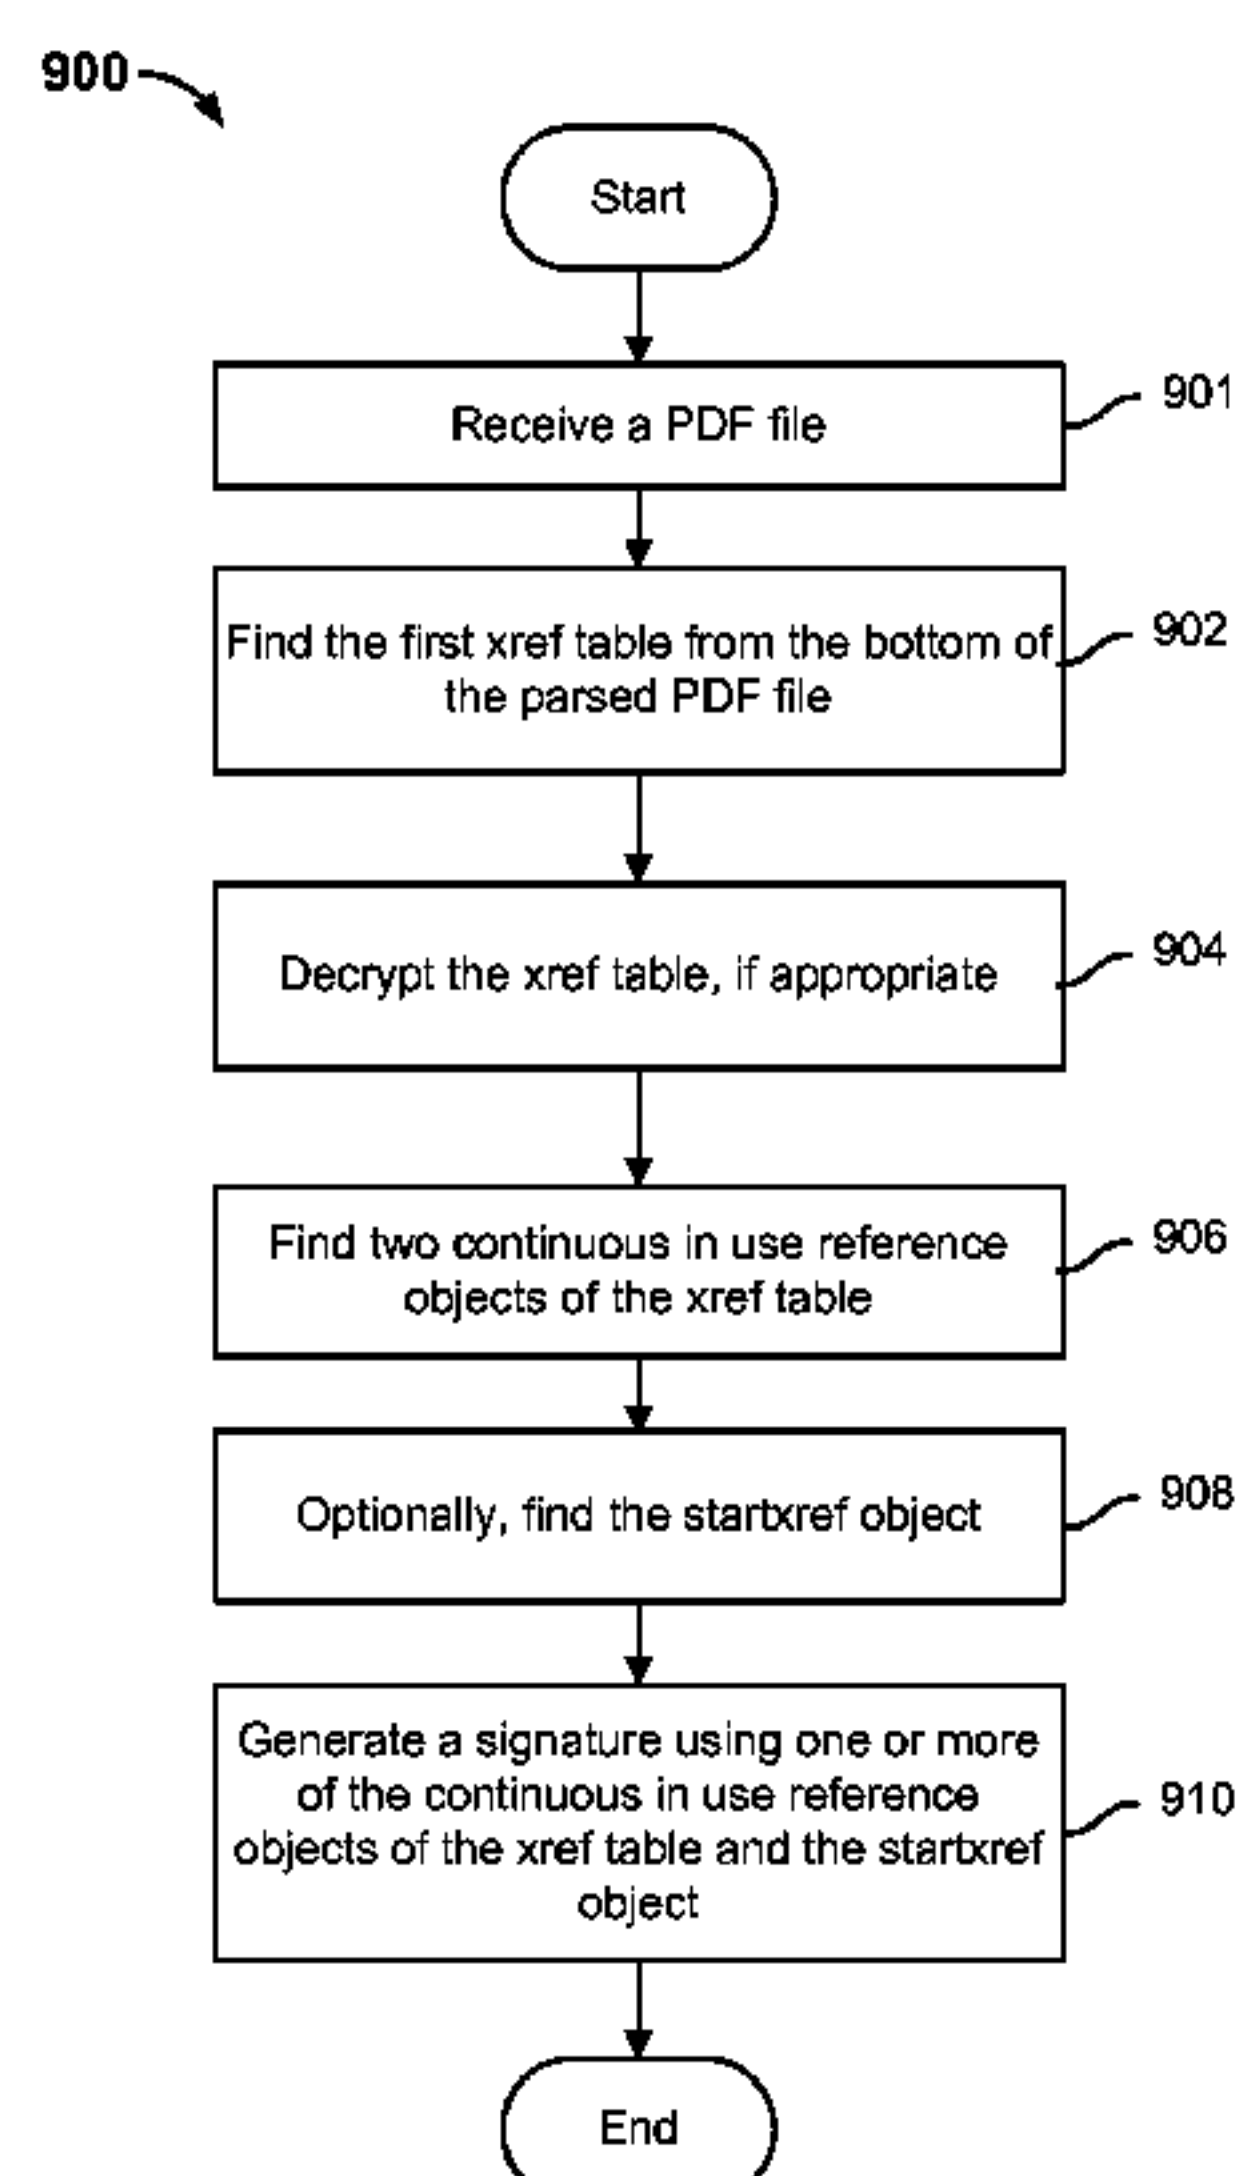 900
Start
Receive a PDF file
901
Find the first xref table from the bottom of
the parsed PDF file
902
Decrypt the xref table, if appropriate
904
Find two continuous in use reference
objects of the xref table
906
Optionally, find the startxref object
908
Generate a signature using one or more
of the continuous in use reference
objects of the xref table and the startxref
object
910
End